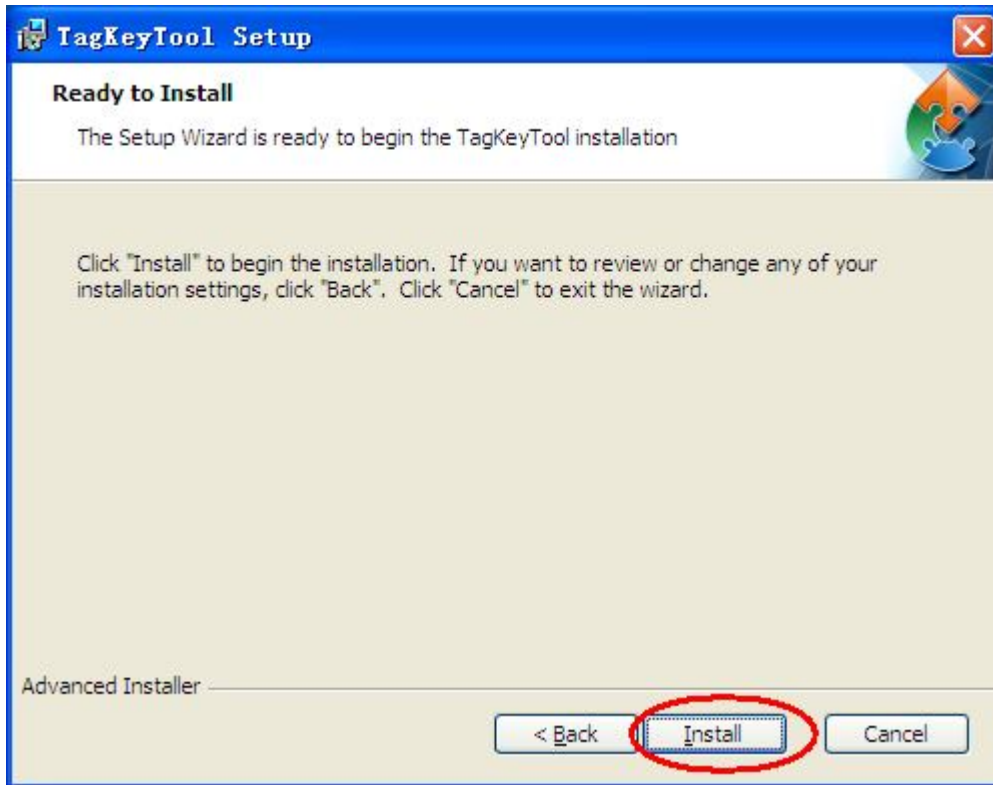 TagKeyTool Setup
Ready to Install
The Setup Wizard is ready to begin the TagKeyTool installation
Click "Install" to begin the installation.  If you want to review or change any of your
installation settings, click "Back".  Click "Cancel" to exit the wizard.
Advanced Installer
< Back
Install
Cancel